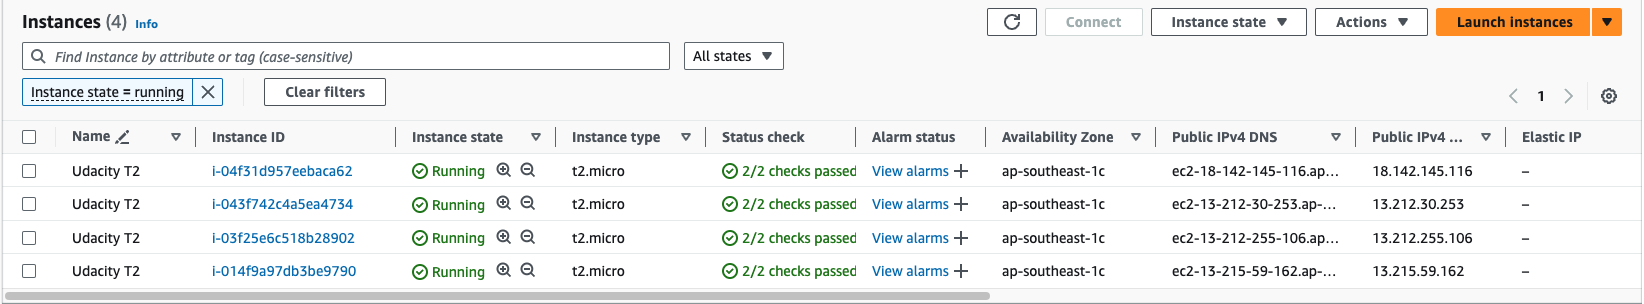 Instances (4) Info Connect Instance state Actions Launch instances
Find Instance by attribute or tag (case-sensitive) All states
Instance state = running Clear filters 1
Name Instance ID Instance state Instance type Status check Alarm status Availability Zone Public IPv4 DNS Public IPv4 ... Elastic IP
Udacity T2 i-04f31d957eebaca62 Running t2.micro 2/2 checks passed View alarms + ap-southeast-1c ec2-18-142-145-116.ap... 18.142.145.116 –
Udacity T2 i-043f742c4a5ea4734 Running t2.micro 2/2 checks passed View alarms + ap-southeast-1c ec2-13-212-30-253.ap-... 13.212.30.253 –
Udacity T2 i-03f25e6c518b28902 Running t2.micro 2/2 checks passed View alarms + ap-southeast-1c ec2-13-212-255-106.ap... 13.212.255.106 –
Udacity T2 i-014f9a97db3be9790 Running t2.micro 2/2 checks passed View alarms + ap-southeast-1c ec2-13-215-59-162.ap-... 13.215.59.162 –